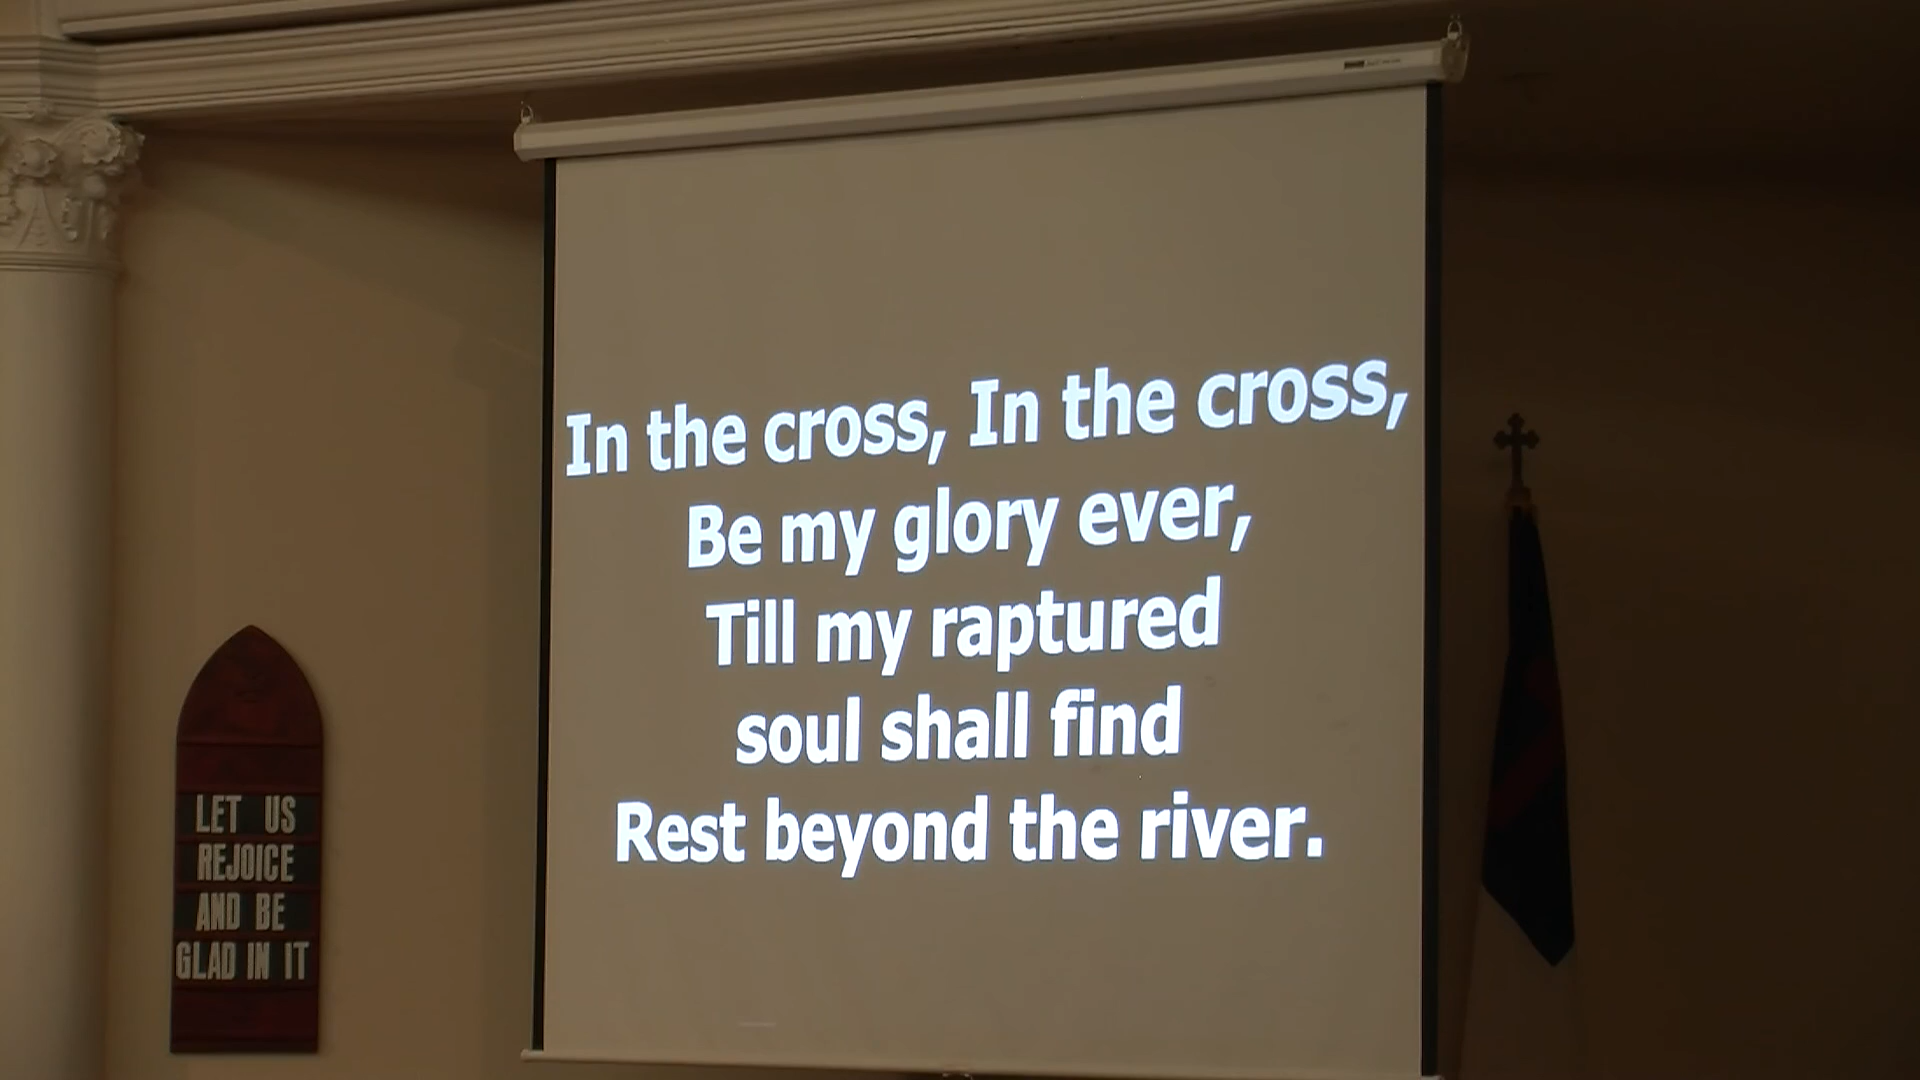 In the cross, In the cross,
Be my glory ever,
Till my raptured
soul shall find
Rest beyond the river.
LET US
REJOICE
AND BE
GLAD IN IT